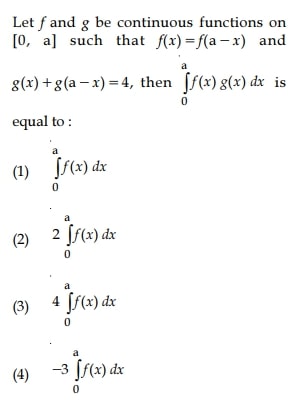 Let f and g be continuous functions on
[0, a] such that f(x)=f(a−x) and
g(x)+g(a−x)=4, then ∫₀ᵃ f(x) g(x) dx is
equal to :
(1) ∫₀ᵃ f(x) dx
(2) 2 ∫₀ᵃ f(x) dx
(3) 4 ∫₀ᵃ f(x) dx
(4) −3 ∫₀ᵃ f(x) dx